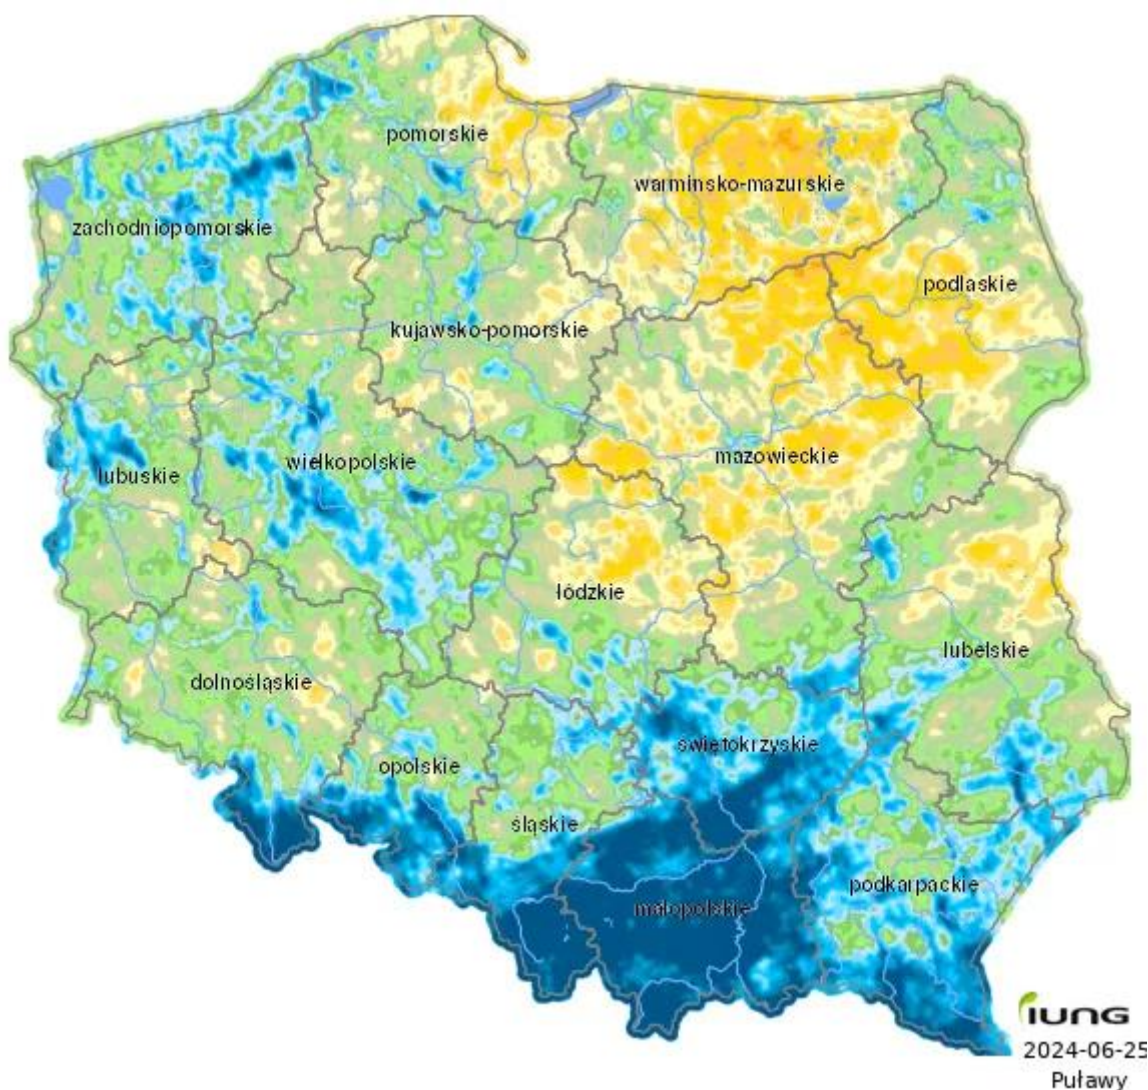 pomorskie
warmińsko-mazurskie
zachodniopomorskie
podlaskie
kujawsko-pomorskie
mazowieckie
wielkopolskie
lubuskie
łódzkie
lubelskie
dolnośląskie
świętokrzyskie
opolskie
śląskie
podkarpackie
małopolskie
IUNG
2024-06-25
Puławy